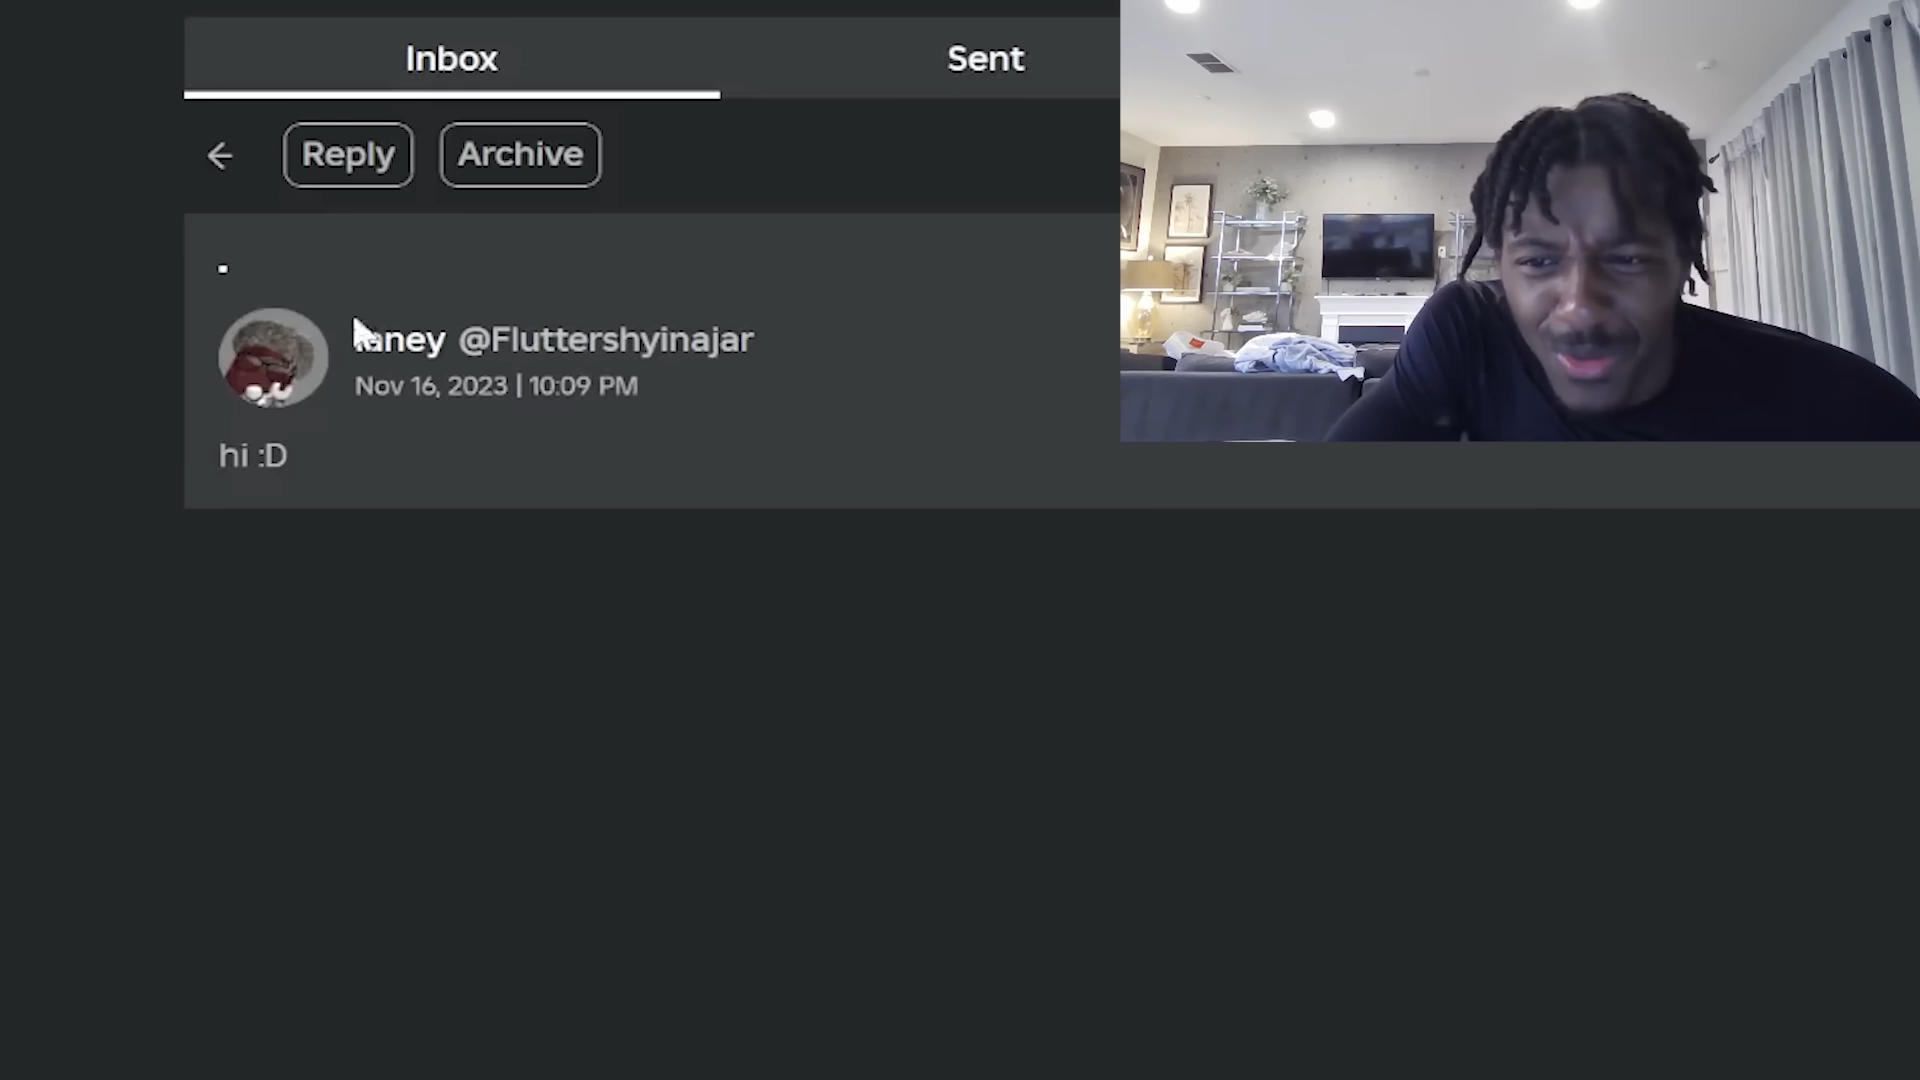 Inbox
Sent
Reply
Archive
.
@Fluttershyinajar
Nov 16, 2023 | 10:09 PM
hi :D